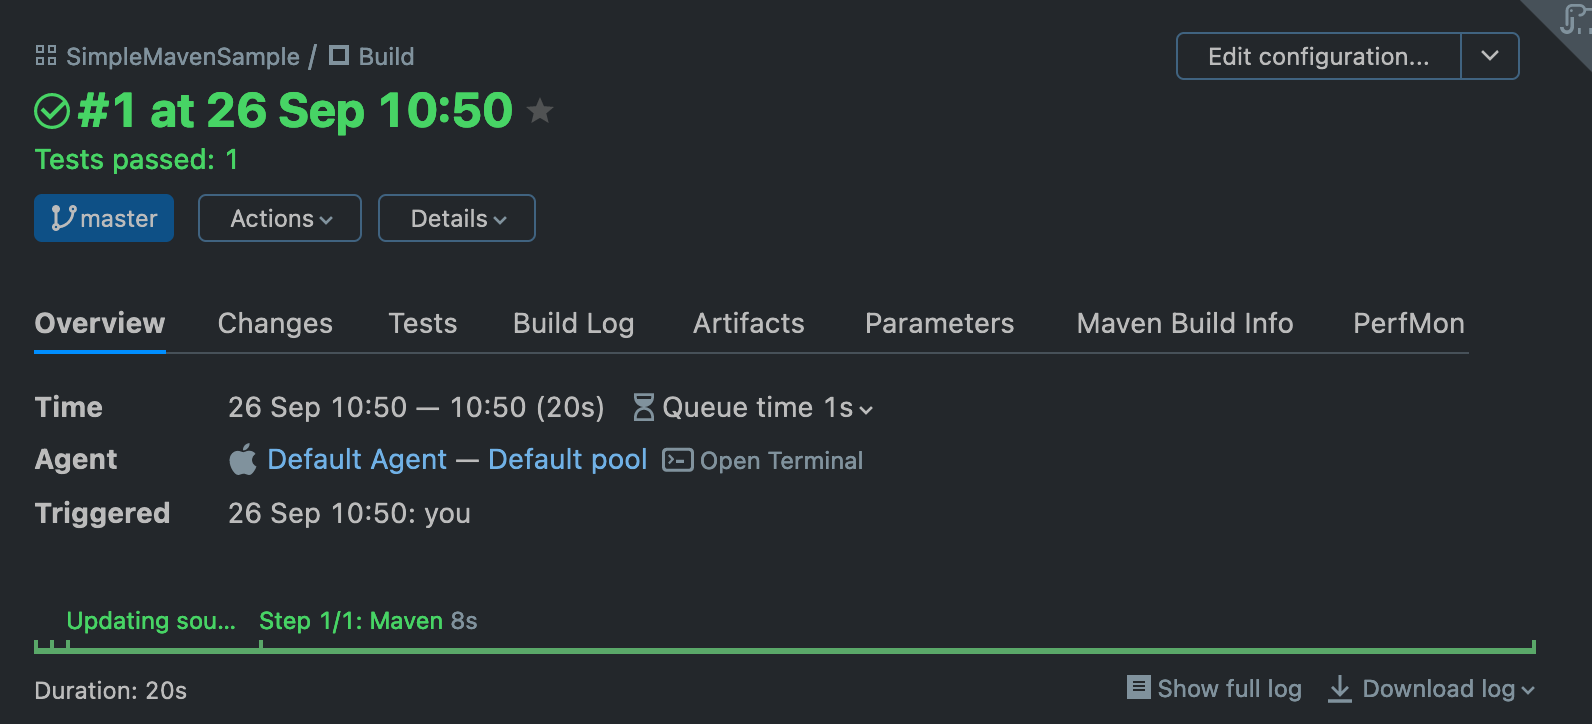 SimpleMavenSample / Build
Edit configuration...
#1 at 26 Sep 10:50
Tests passed: 1
master Actions Details
Overview Changes Tests Build Log Artifacts Parameters Maven Build Info PerfMon
Time 26 Sep 10:50 — 10:50 (20s) Queue time 1s
Agent Default Agent — Default pool Open Terminal
Triggered 26 Sep 10:50: you
Updating sou... Step 1/1: Maven 8s
Duration: 20s Show full log Download log